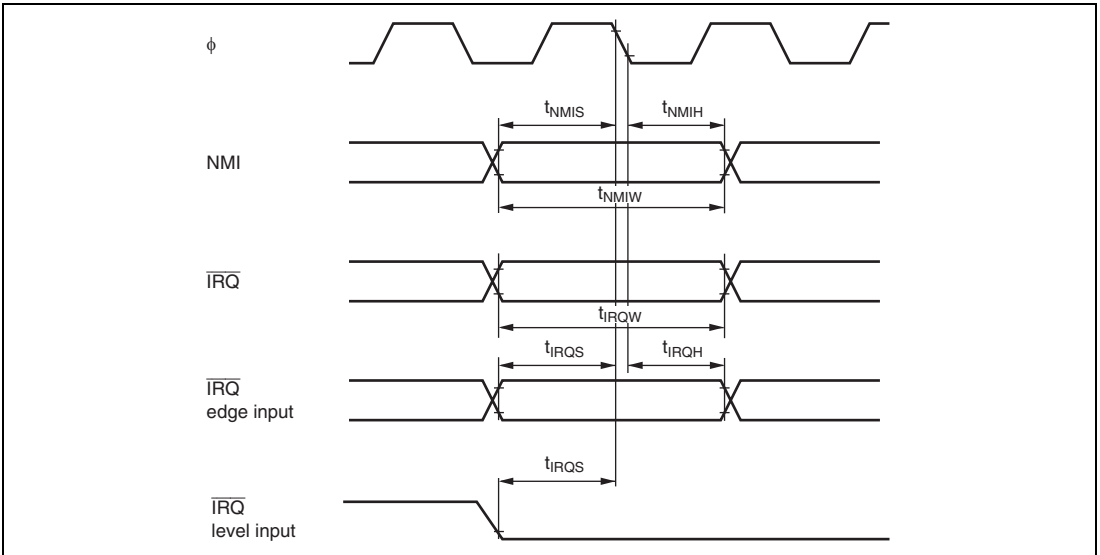 ϕ
tNMIS tNMIH
NMI
tNMIW
IRQ
tIRQW
tIRQS tIRQH
IRQ
edge input
tIRQS
IRQ
level input